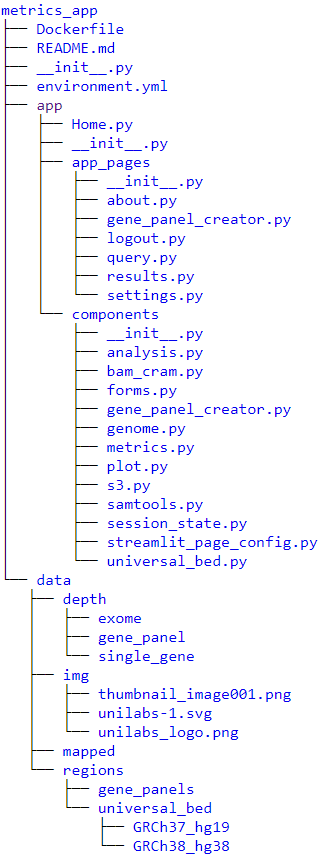 metrics_app
├── Dockerfile
├── README.md
├── __init__.py
├── environment.yml
├── app
│   ├── Home.py
│   ├── __init__.py
│   ├── app_pages
│   │   ├── __init__.py
│   │   ├── about.py
│   │   ├── gene_panel_creator.py
│   │   ├── logout.py
│   │   ├── query.py
│   │   ├── results.py
│   │   └── settings.py
│   └── components
│       ├── __init__.py
│       ├── analysis.py
│       ├── bam_cram.py
│       ├── forms.py
│       ├── gene_panel_creator.py
│       ├── genome.py
│       ├── metrics.py
│       ├── plot.py
│       ├── s3.py
│       ├── samtools.py
│       ├── session_state.py
│       ├── streamlit_page_config.py
│       └── universal_bed.py
└── data
    ├── depth
    │   ├── exome
    │   ├── gene_panel
    │   └── single_gene
    ├── img
    │   ├── thumbnail_image001.png
    │   ├── unilabs-1.svg
    │   └── unilabs_logo.png
    ├── mapped
    └── regions
        ├── gene_panels
        └── universal_bed
            ├── GRCh37_hg19
            └── GRCh38_hg38